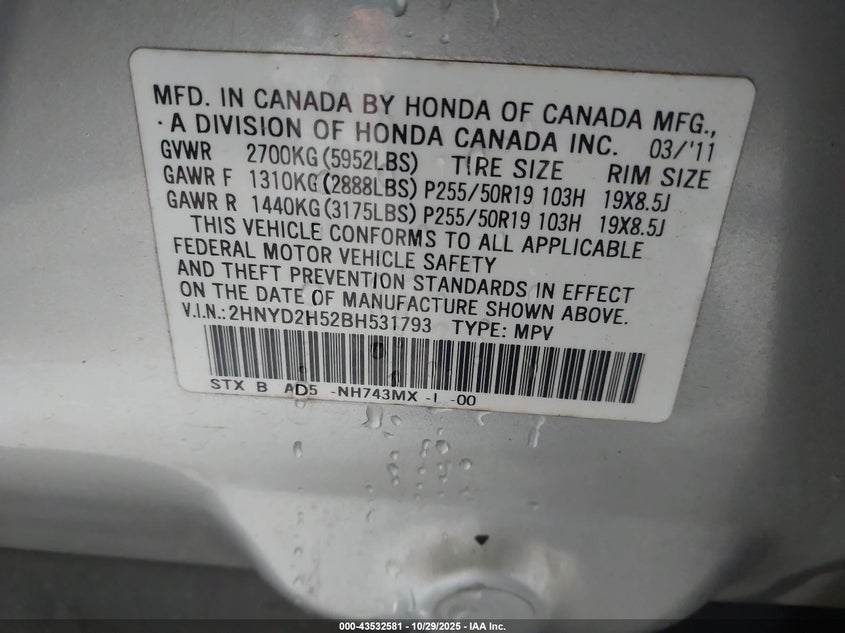 MFD. IN CANADA BY HONDA OF CANADA MFG.,
A DIVISION OF HONDA CANADA INC. 03/'11
GVWR 2700KG(5952LBS) TIRE SIZE RIM SIZE
GAWR F 1310KG(2888LBS) P255/50R19 103H 19X8.5J
GAWR R 1440KG(3175LBS) P255/50R19 103H 19X8.5J
THIS VEHICLE CONFORMS TO ALL APPLICABLE
FEDERAL MOTOR VEHICLE SAFETY
AND THEFT PREVENTION STANDARDS IN EFFECT
ON THE DATE OF MANUFACTURE SHOWN ABOVE.
V.I.N.:2HNYD2H52BH531793 TYPE: MPV
STX B AD5 -NH743MX -I -00
000-43532581 - 10/29/2025 - IAA Inc.